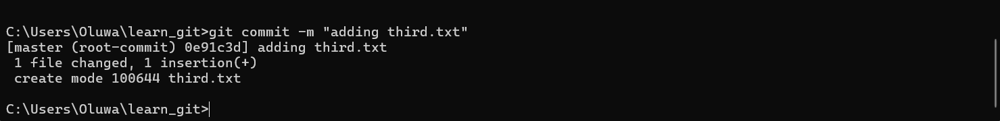 C:\Users\Oluwa\learn_git>git commit -m "adding third.txt"
[master (root-commit) 0e91c3d] adding third.txt
 1 file changed, 1 insertion(+)
 create mode 100644 third.txt
C:\Users\Oluwa\learn_git>